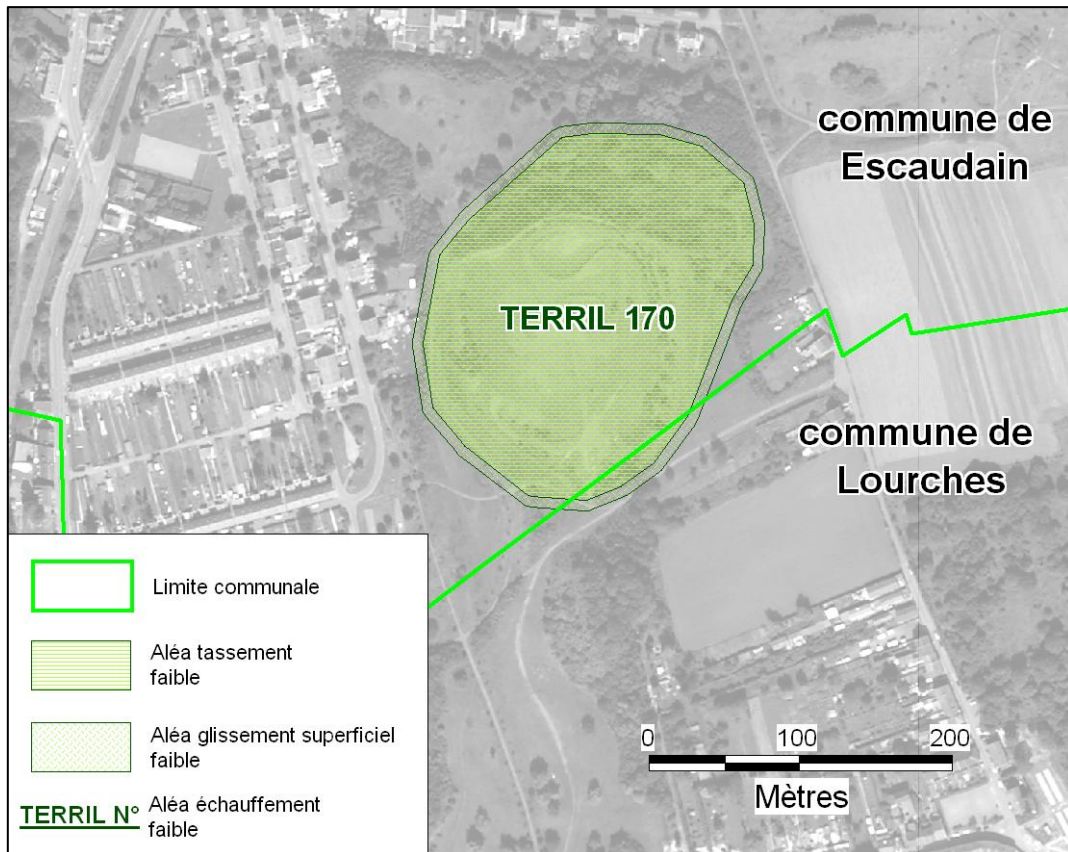 commune de
Escaudain
TERRIL 170
commune de
Lourches
Limite communale
Aléa tassement
faible
Aléa glissement superficiel
faible
TERRIL N° Aléa échauffement
faible
0 100 200
Mètres